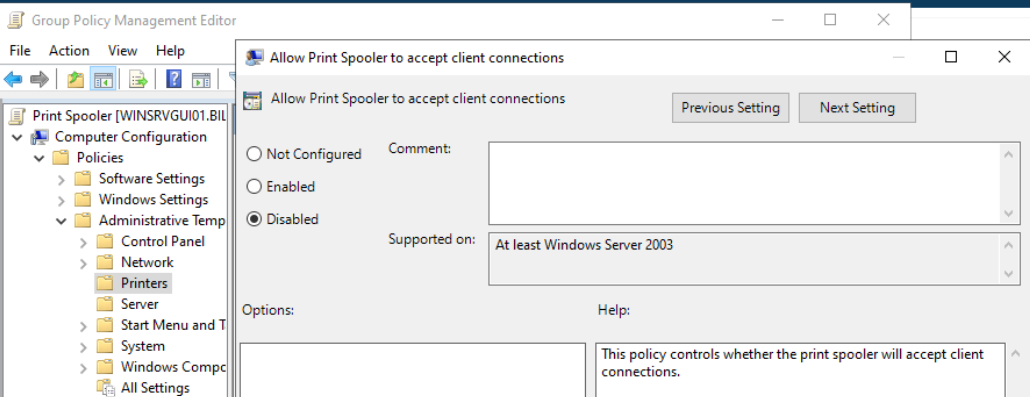 Group Policy Management Editor
File Action View Help
Allow Print Spooler to accept client connections
Allow Print Spooler to accept client connections
Previous Setting
Next Setting
Print Spooler [WINSRVGUI01.BIL
Computer Configuration
Policies
Software Settings
Windows Settings
Administrative Temp
Control Panel
Network
Printers
Server
Start Menu and T
System
Windows Compc
All Settings
Not Configured
Enabled
Disabled
Comment:
Supported on:
At least Windows Server 2003
Options:
Help:
This policy controls whether the print spooler will accept client
connections.